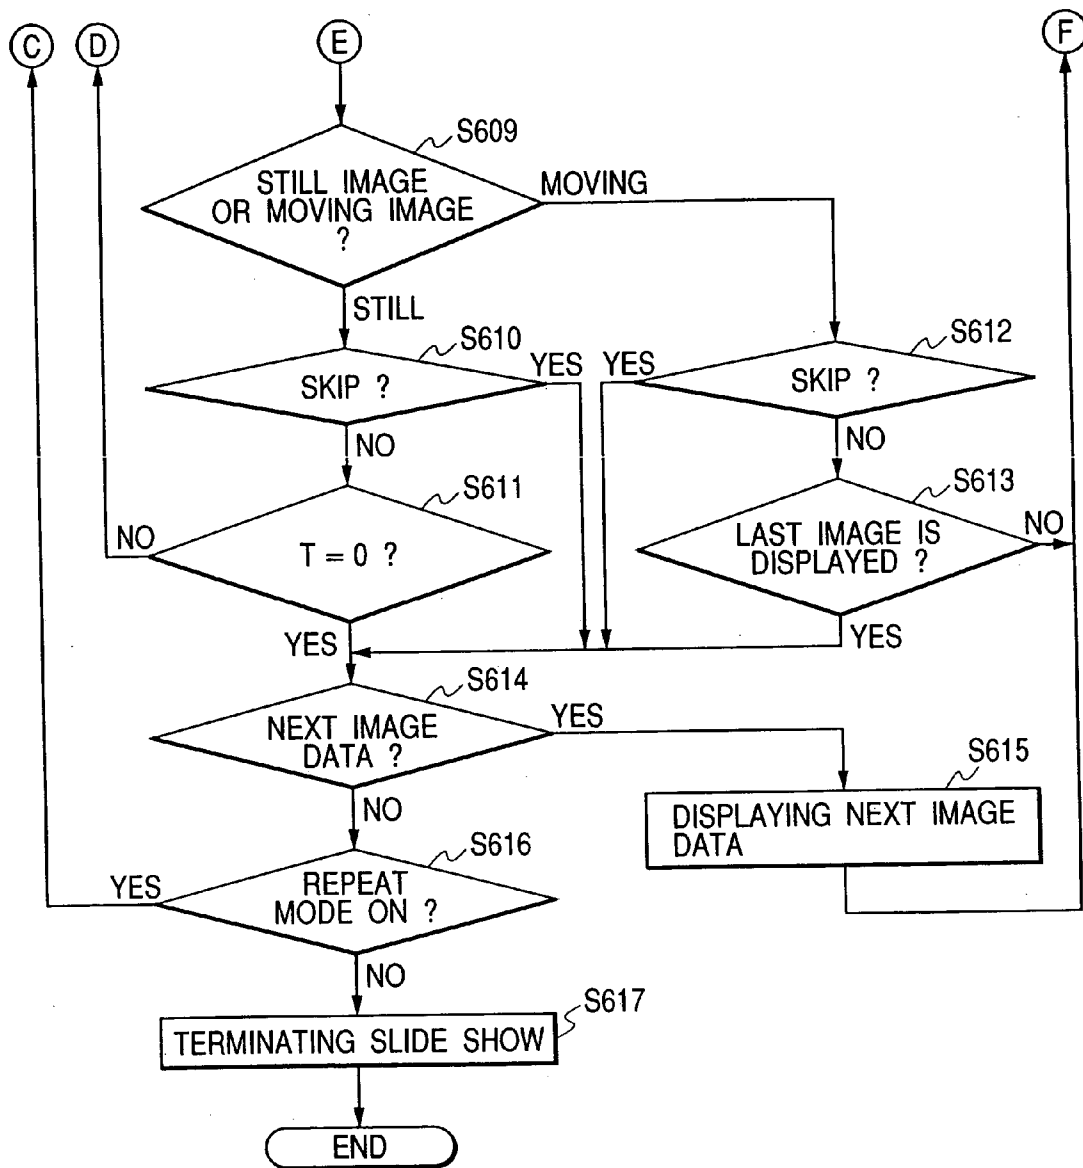 C
D
E
F
S609
STILL IMAGE
OR MOVING IMAGE
?
MOVING
STILL
S610
SKIP ?
YES
NO
S612
YES
SKIP ?
NO
S611
NO
T = 0 ?
YES
S613
LAST IMAGE IS
DISPLAYED ?
NO
YES
S614
NEXT IMAGE
DATA ?
YES
NO
S615
DISPLAYING NEXT IMAGE
DATA
S616
YES
REPEAT
MODE ON ?
NO
S617
TERMINATING SLIDE SHOW
END